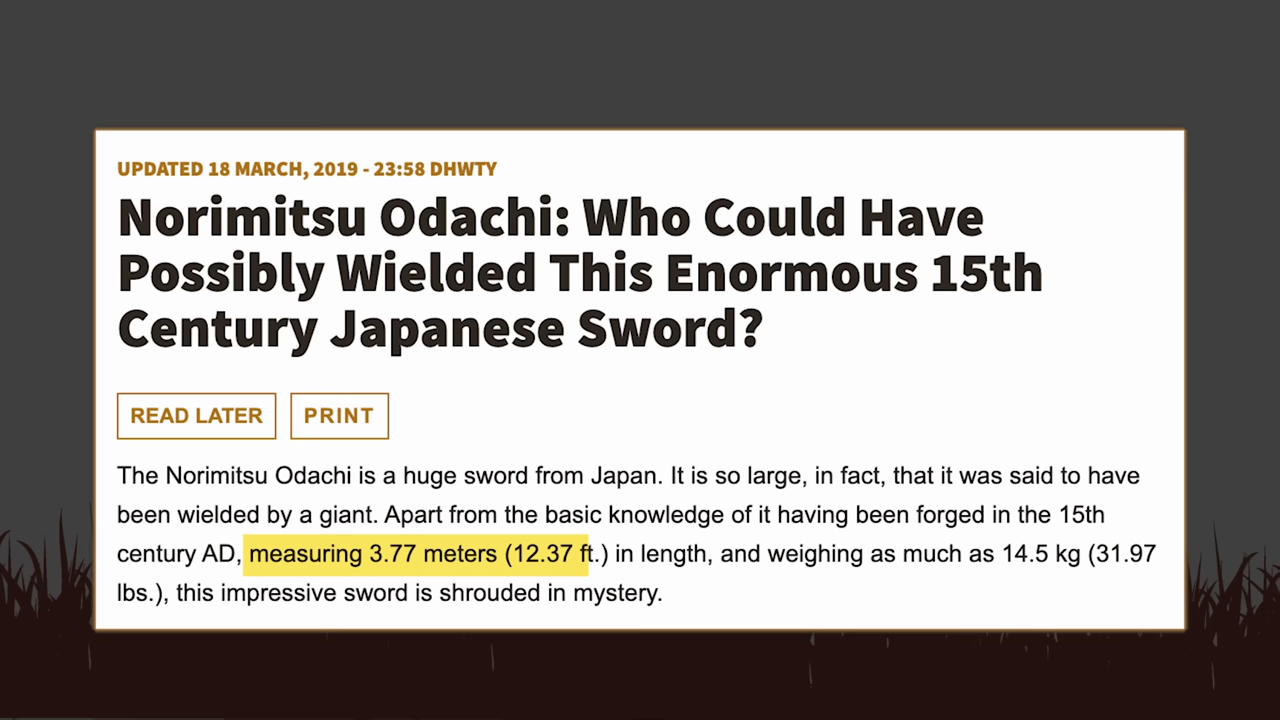 UPDATED 18 MARCH, 2019 - 23:58 DHWTY
Norimitsu Odachi: Who Could Have
Possibly Wielded This Enormous 15th
Century Japanese Sword?
READ LATER PRINT
The Norimitsu Odachi is a huge sword from Japan. It is so large, in fact, that it was said to have
been wielded by a giant. Apart from the basic knowledge of it having been forged in the 15th
century AD, measuring 3.77 meters (12.37 ft.) in length, and weighing as much as 14.5 kg (31.97
lbs.), this impressive sword is shrouded in mystery.